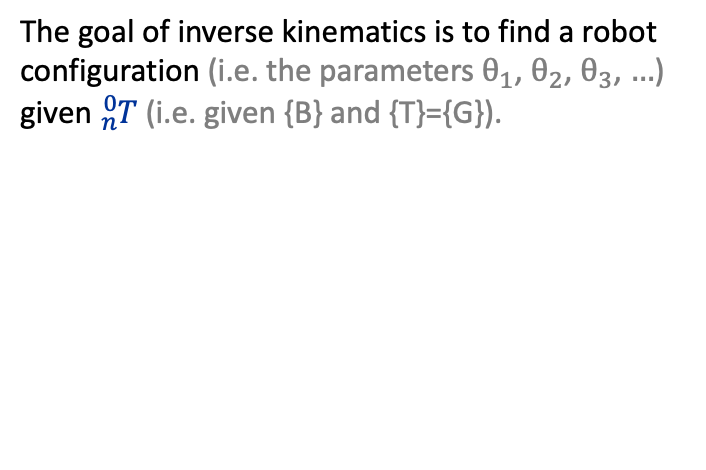 The goal of inverse kinematics is to find a robot
configuration (i.e. the parameters θ₁, θ₂, θ₃, ...)
given ⁰ₙT (i.e. given {B} and {T}={G}).